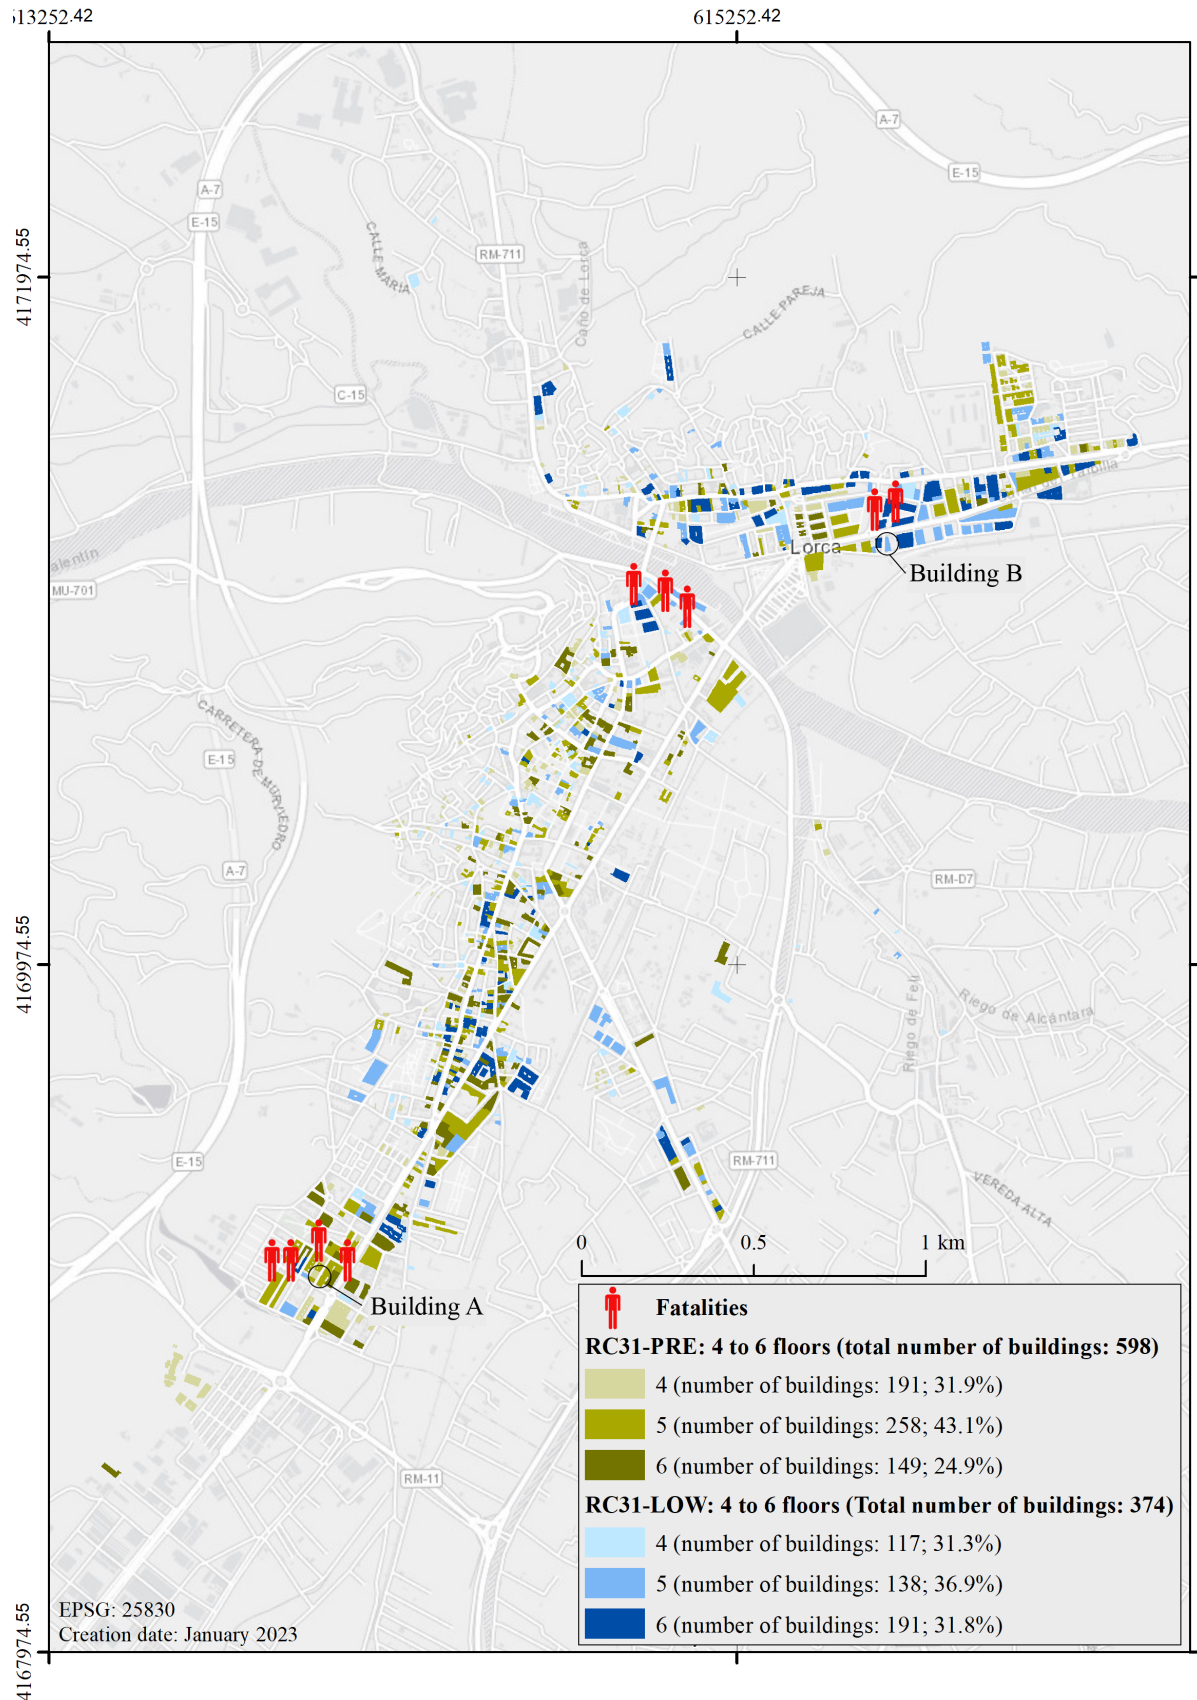 513252.42
615252.42
A-7
E-15
A-7
E-15
4171974.55
CALLE MARIA
RM-711
Caño de Lorca
CALLE PAREJA
C-15
Lorca
Building B
alentín
MU-701
CARRETERA DE MURVIEDRO
E-15
A-7
RM-D7
4169974.55
Riego de Felí
Riego de Alcántara
E-15
RM-711
VEREDA ALTA
0 0.5 1 km
Building A
Fatalities
RC31-PRE: 4 to 6 floors (total number of buildings: 598)
4 (number of buildings: 191; 31.9%)
5 (number of buildings: 258; 43.1%)
6 (number of buildings: 149; 24.9%)
RM-11
RC31-LOW: 4 to 6 floors (Total number of buildings: 374)
4 (number of buildings: 117; 31.3%)
5 (number of buildings: 138; 36.9%)
6 (number of buildings: 191; 31.8%)
EPSG: 25830
Creation date: January 2023
4167974.55